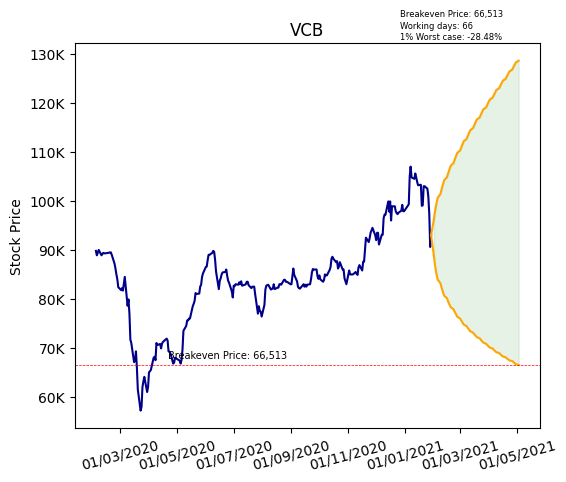 VCB
Breakeven Price: 66,513
Working days: 66
1% Worst case: -28.48%
Stock Price
130K
120K
110K
100K
90K
80K
70K
60K
Breakeven Price: 66,513
01/03/2020
01/05/2020
01/07/2020
01/09/2020
01/11/2020
01/01/2021
01/03/2021
01/05/2021